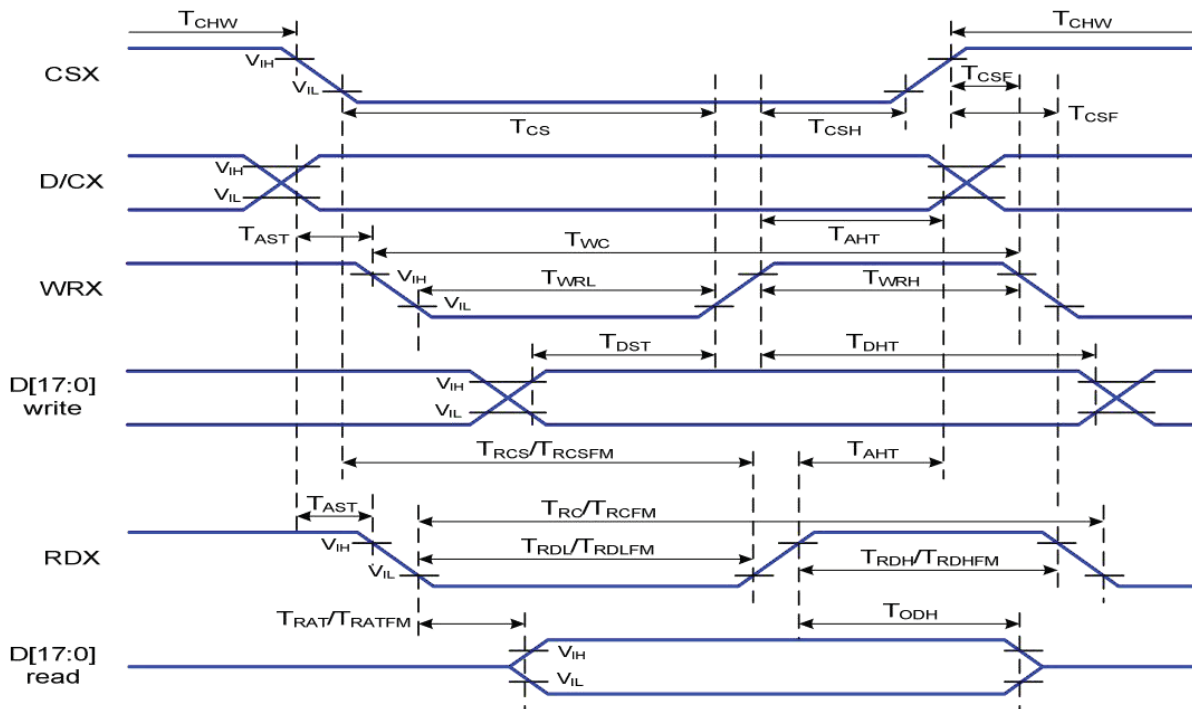 TCHW TCHW
CSX VIH
VIL
TCSF
TCS TCSH TCSF
D/CX VIH
VIL
TAST TWC TAHT
WRX VIH
VIL TWRL TWRH
TDST TDHT
D[17:0]
write
VIH
VIL
TRCS/TRCSFM TAHT
TAST TRC/TRCFM
RDX VIH
VIL TRDL/TRDLFM TRDH/TRDHFM
TRAT/TRATFM TODH
D[17:0]
read
VIH
VIL